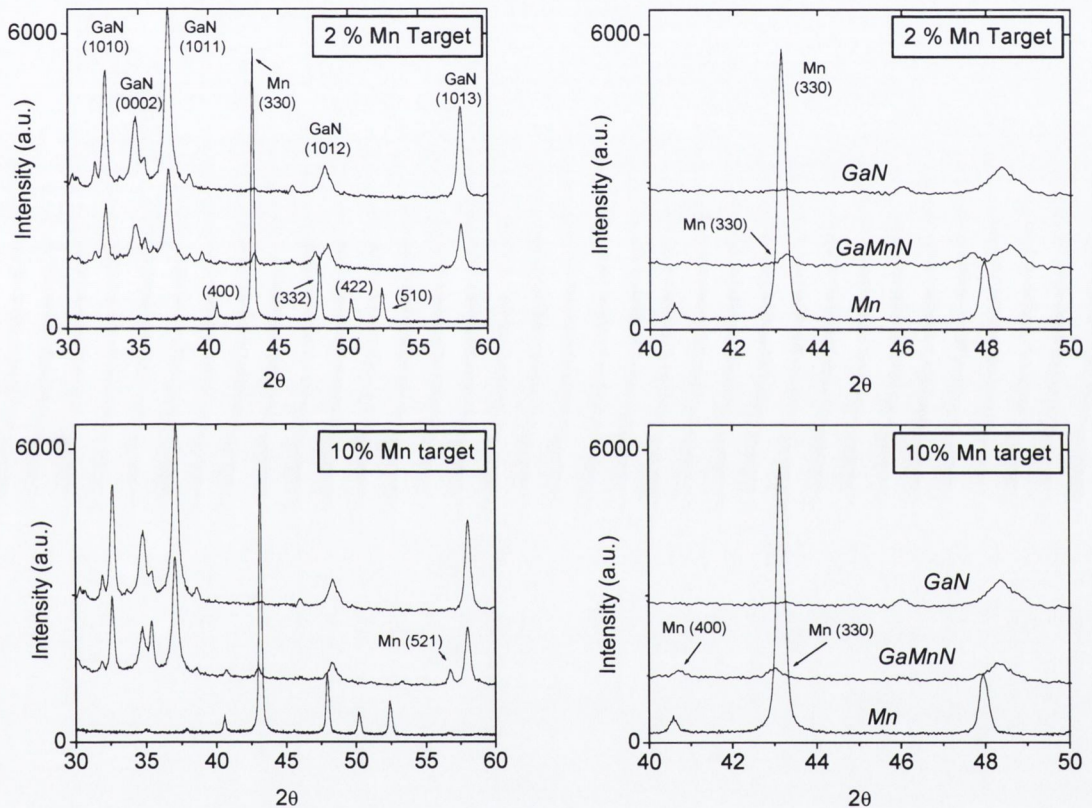 6000
GaN
(1010)
GaN
(1011)
2 % Mn Target
GaN
(0002)
Mn
(330)
GaN
(1012)
GaN
(1013)
Intensity (a.u.)
(400)
(332)
(422)
(510)
0
30 35 40 45 50 55 60
2θ
6000
2 % Mn Target
Mn
(330)
Intensity (a.u.)
GaN
Mn (330)
GaMnN
Mn
0
40 42 44 46 48 50
2θ
6000
10% Mn target
Intensity (a.u.)
Mn (521)
0
30 35 40 45 50 55 60
2θ
6000
10% Mn target
Intensity (a.u.)
GaN
Mn (400)
Mn (330)
GaMnN
Mn
0
40 42 44 46 48 50
2θ